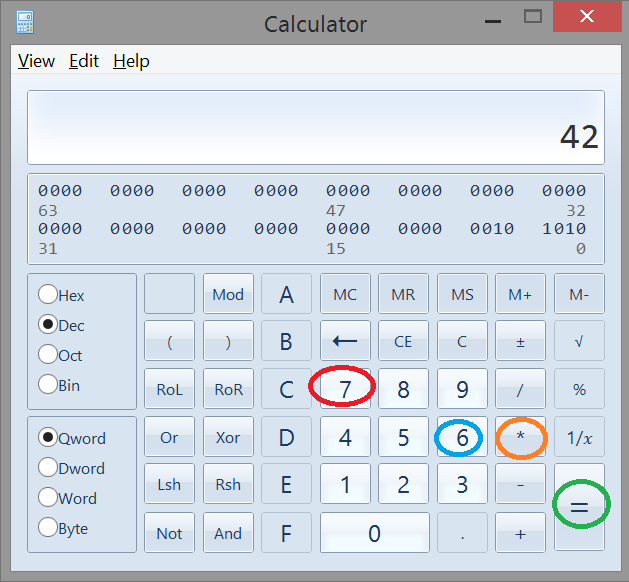 Calculator
View Edit Help
42
0000 0000 0000 0000 0000 0000 0000 0000
63 47 32
0000 0000 0000 0000 0000 0000 0010 1010
31 15 0
Hex
Dec
Oct
Bin
Qword
Dword
Word
Byte
Mod A MC MR MS M+ M-
( ) B ← CE C ± √
RoL RoR C 7 8 9 / %
Or Xor D 4 5 6 * 1/x
Lsh Rsh E 1 2 3 - =
Not And F 0 . +